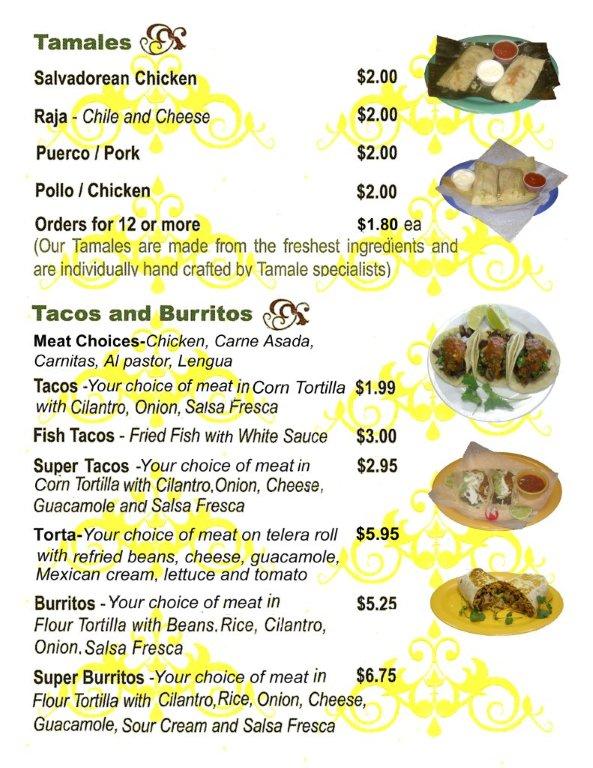 Tamales
Salvadorean Chicken $2.00
Raja - Chile and Cheese $2.00
Puerco / Pork $2.00
Pollo / Chicken $2.00
Orders for 12 or more $1.80 ea
(Our Tamales are made from the freshest ingredients and
are individually hand crafted by Tamale specialists)
Tacos and Burritos
Meat Choices-Chicken, Carne Asada,
Carnitas, Al pastor, Lengua
Tacos -Your choice of meat in Corn Tortilla $1.99
with Cilantro, Onion, Salsa Fresca
Fish Tacos - Fried Fish with White Sauce $3.00
Super Tacos -Your choice of meat in $2.95
Corn Tortilla with Cilantro,Onion, Cheese,
Guacamole and Salsa Fresca
Torta-Your choice of meat on telera roll $5.95
with refried beans, cheese, guacamole,
Mexican cream, lettuce and tomato
Burritos -Your choice of meat in $5.25
Flour Tortilla with Beans, Rice, Cilantro,
Onion, Salsa Fresca
Super Burritos -Your choice of meat in $6.75
Flour Tortilla with Cilantro,Rice, Onion, Cheese,
Guacamole, Sour Cream and Salsa Fresca